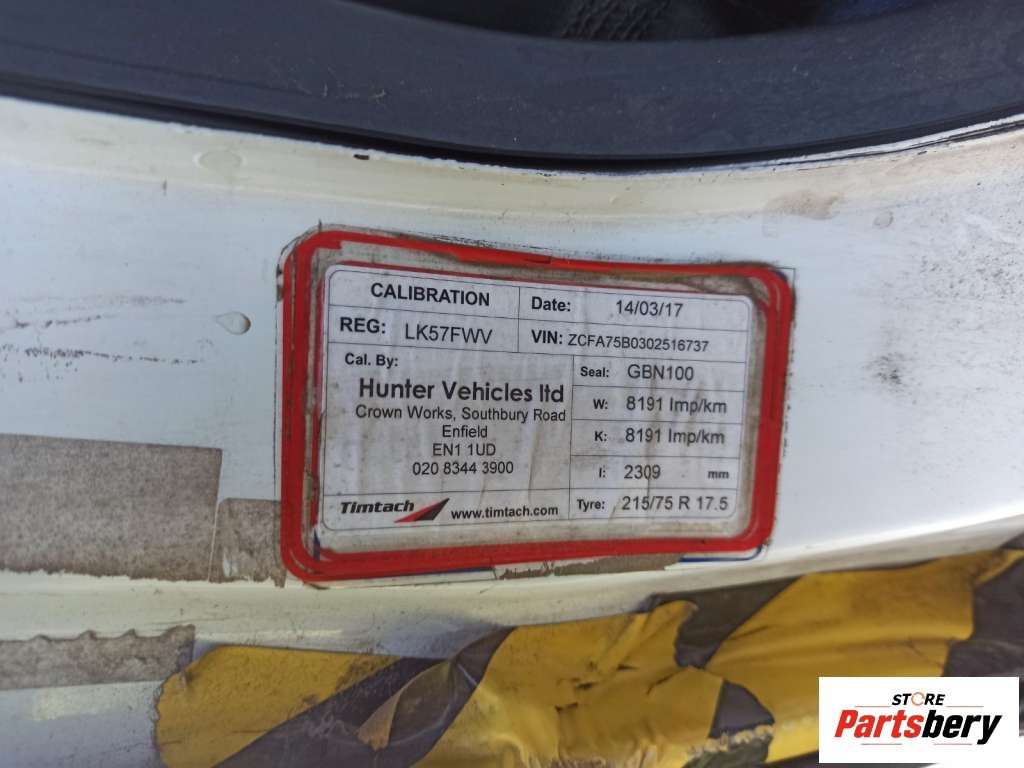 CALIBRATION
Date: 14/03/17
REG: LK57FWV
VIN: ZCFA75B0302516737
Cal. By:
Hunter Vehicles ltd
Crown Works, Southbury Road
Enfield
EN1 1UD
020 8344 3900
Seal: GBN100
W: 8191 Imp/km
K: 8191 Imp/km
l: 2309 mm
Timtach www.timtach.com
Tyre: 215/75 R 17.5
STORE
Partsbery